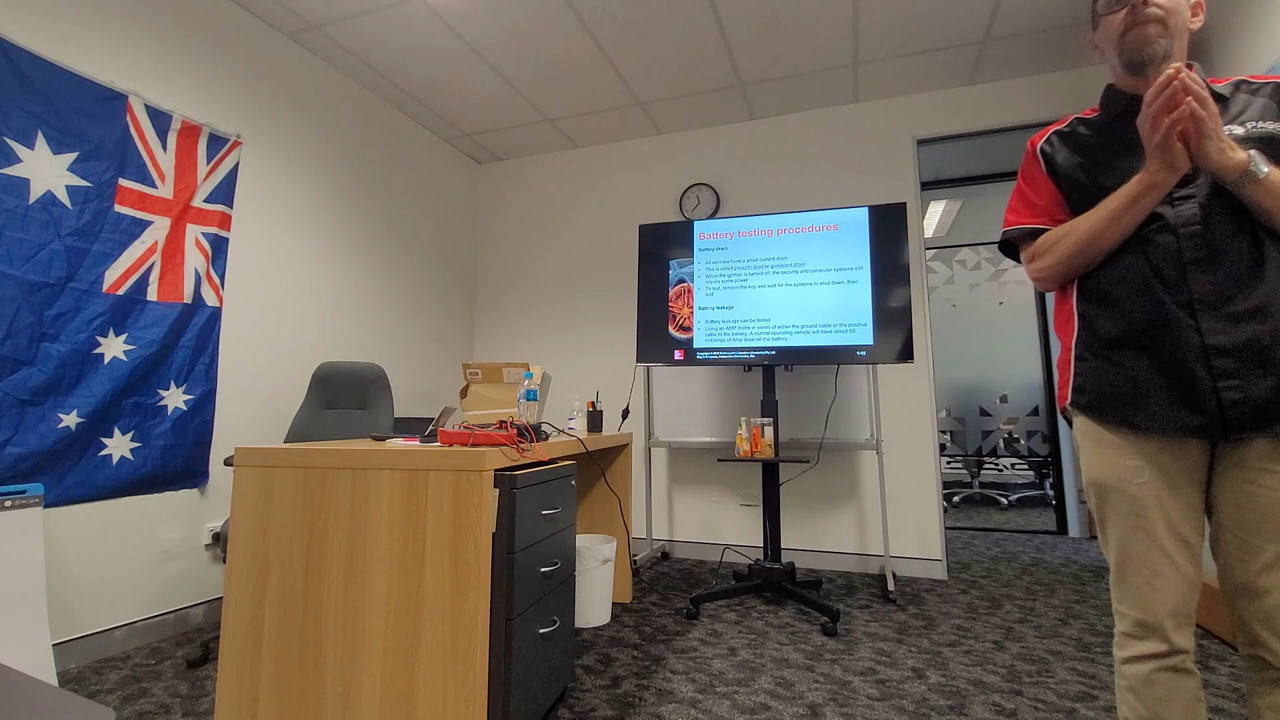 Battery testing procedures
Battery drain
• All vehicles have a small current drain
• This is called parasitic load or quiescent drain
• When the ignition is turned off, the security and computer systems still
require some power
• To test, remove the key and wait for the systems to shut down, then
test
Battery leakage
• Battery leakage can be tested
• Using an AMP metre in series of either the ground cable or the positive
cable to the battery. A normal operating vehicle will have about 50
milliamps of Amp draw on the battery.